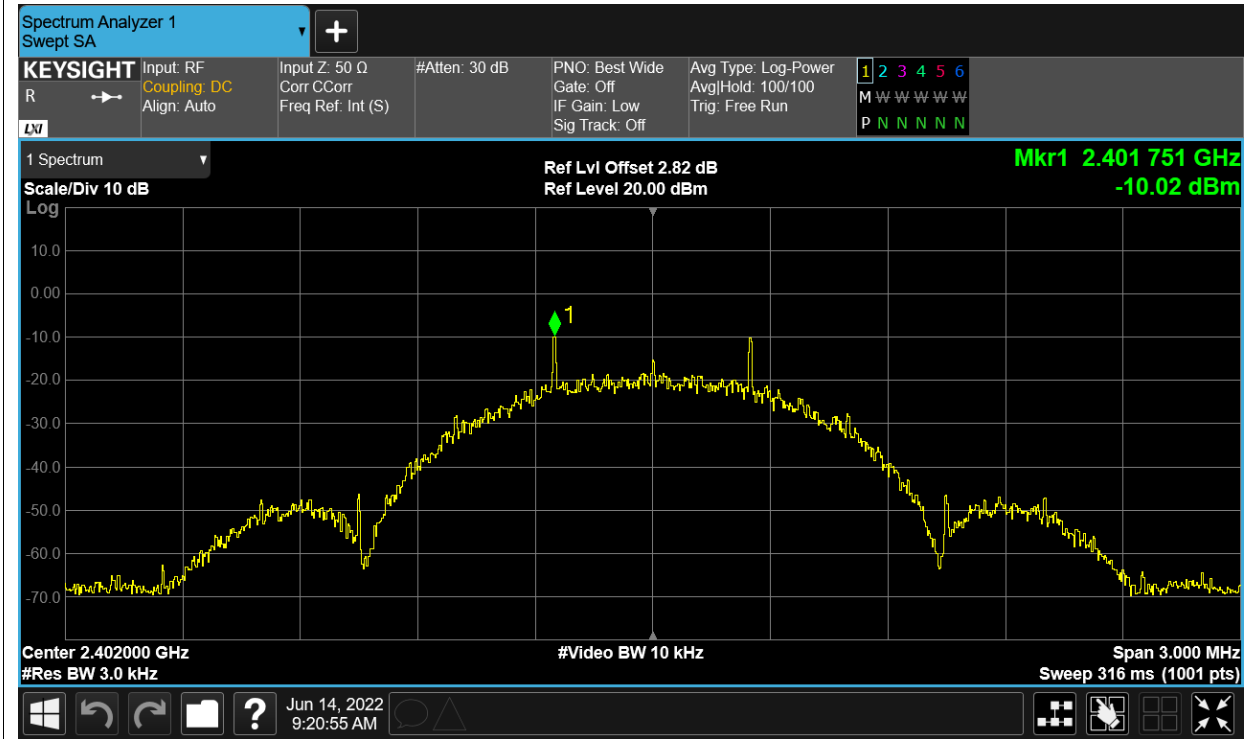 Spectrum Analyzer 1
Swept SA
+
KEYSIGHT
R
LXI
Input: RF
Coupling: DC
Align: Auto
Input Z: 50 Ω
Corr CCorr
Freq Ref: Int (S)
#Atten: 30 dB
PNO: Best Wide
Gate: Off
IF Gain: Low
Sig Track: Off
Avg Type: Log-Power
Avg|Hold: 100/100
Trig: Free Run
1 2 3 4 5 6
M W W W W W W
P N N N N N N
1 Spectrum
Scale/Div 10 dB
Log
Ref Lvl Offset 2.82 dB
Ref Level 20.00 dBm
Mkr1 2.401 751 GHz
-10.02 dBm
10.0
0.00
1
-10.0
-20.0
-30.0
-40.0
-50.0
-60.0
-70.0
Center 2.402000 GHz
#Res BW 3.0 kHz
#Video BW 10 kHz
Span 3.000 MHz
Sweep 316 ms (1001 pts)
?
Jun 14, 2022
9:20:55 AM